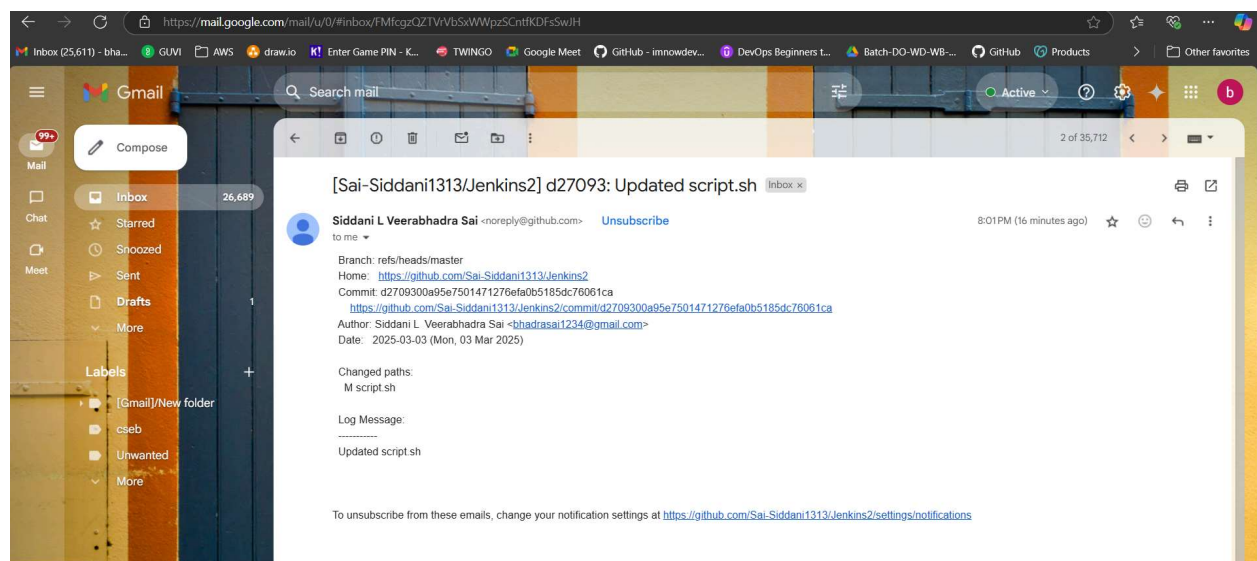 https://mail.google.com/mail/u/0/#inbox/FMfcgzQZTVrVbSxWWpzSCntfKDFsSwJH
Inbox (25,611) - bha... GUVI AWS draw.io Enter Game PIN - K... TWINGO Google Meet GitHub - imnowdev... DevOps Beginners t... Batch-DO-WD-WB-... GitHub Products Other favorites
Gmail Search mail Active b
99+
Mail
Compose
2 of 35,712
[Sai-Siddani1313/Jenkins2] d27093: Updated script.sh Inbox ×
Inbox 26,689
Siddani L Veerabhadra Sai <noreply@github.com> Unsubscribe 8:01 PM (16 minutes ago)
Chat
Starred
to me
Snoozed
Meet
Sent
Drafts 1
More
Branch: refs/heads/master
Home: https://github.com/Sai-Siddani1313/Jenkins2
Commit: d2709300a95e7501471276efa0b5185dc76061ca
https://github.com/Sai-Siddani1313/Jenkins2/commit/d2709300a95e7501471276efa0b5185dc76061ca
Author: Siddani L Veerabhadra Sai <bhadrasai1234@gmail.com>
Date: 2025-03-03 (Mon, 03 Mar 2025)
Labels +
Changed paths:
M script.sh
[Gmail]/New folder
cseb
Unwanted
More
Log Message:
-----------
Updated script.sh
To unsubscribe from these emails, change your notification settings at https://github.com/Sai-Siddani1313/Jenkins2/settings/notifications